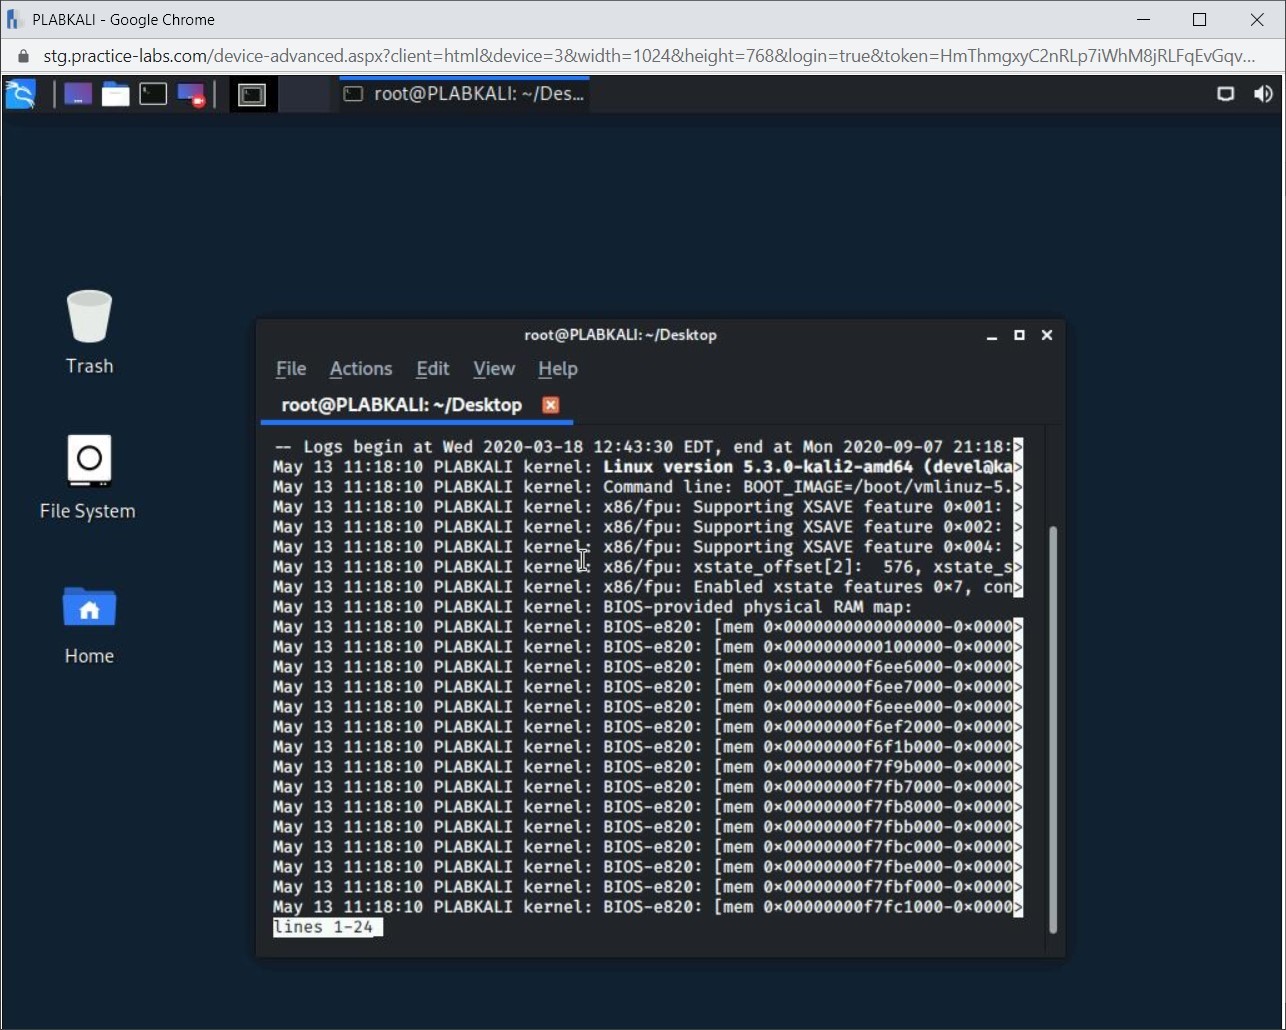 PLABKALI - Google Chrome
stg.practice-labs.com/device-advanced.aspx?client=html&device=3&width=1024&height=768&login=true&token=HmThmgxyC2nRLp7iWhM8jRLFqEvGqv...
root@PLABKALI: ~/Des...
Trash
File System
Home
root@PLABKALI: ~/Desktop
File Actions Edit View Help
root@PLABKALI: ~/Desktop
-- Logs begin at Wed 2020-03-18 12:43:30 EDT, end at Mon 2020-09-07 21:18:>
May 13 11:18:10 PLABKALI kernel: Linux version 5.3.0-kali2-amd64 (devel@ka>
May 13 11:18:10 PLABKALI kernel: Command line: BOOT_IMAGE=/boot/vmlinuz-5.>
May 13 11:18:10 PLABKALI kernel: x86/fpu: Supporting XSAVE feature 0x001: >
May 13 11:18:10 PLABKALI kernel: x86/fpu: Supporting XSAVE feature 0x002: >
May 13 11:18:10 PLABKALI kernel: x86/fpu: Supporting XSAVE feature 0x004: >
May 13 11:18:10 PLABKALI kernel: x86/fpu: xstate_offset[2]:  576, xstate_s>
May 13 11:18:10 PLABKALI kernel: x86/fpu: Enabled xstate features 0x7, con>
May 13 11:18:10 PLABKALI kernel: BIOS-provided physical RAM map:
May 13 11:18:10 PLABKALI kernel: BIOS-e820: [mem 0x0000000000000000-0x0000>
May 13 11:18:10 PLABKALI kernel: BIOS-e820: [mem 0x0000000000100000-0x0000>
May 13 11:18:10 PLABKALI kernel: BIOS-e820: [mem 0x00000000f6ee6000-0x0000>
May 13 11:18:10 PLABKALI kernel: BIOS-e820: [mem 0x00000000f6ee7000-0x0000>
May 13 11:18:10 PLABKALI kernel: BIOS-e820: [mem 0x00000000f6eee000-0x0000>
May 13 11:18:10 PLABKALI kernel: BIOS-e820: [mem 0x00000000f6ef2000-0x0000>
May 13 11:18:10 PLABKALI kernel: BIOS-e820: [mem 0x00000000f6f1b000-0x0000>
May 13 11:18:10 PLABKALI kernel: BIOS-e820: [mem 0x00000000f7f9b000-0x0000>
May 13 11:18:10 PLABKALI kernel: BIOS-e820: [mem 0x00000000f7fb7000-0x0000>
May 13 11:18:10 PLABKALI kernel: BIOS-e820: [mem 0x00000000f7fb8000-0x0000>
May 13 11:18:10 PLABKALI kernel: BIOS-e820: [mem 0x00000000f7fbb000-0x0000>
May 13 11:18:10 PLABKALI kernel: BIOS-e820: [mem 0x00000000f7fbc000-0x0000>
May 13 11:18:10 PLABKALI kernel: BIOS-e820: [mem 0x00000000f7fbe000-0x0000>
May 13 11:18:10 PLABKALI kernel: BIOS-e820: [mem 0x00000000f7fbf000-0x0000>
May 13 11:18:10 PLABKALI kernel: BIOS-e820: [mem 0x00000000f7fc1000-0x0000>
lines 1-24